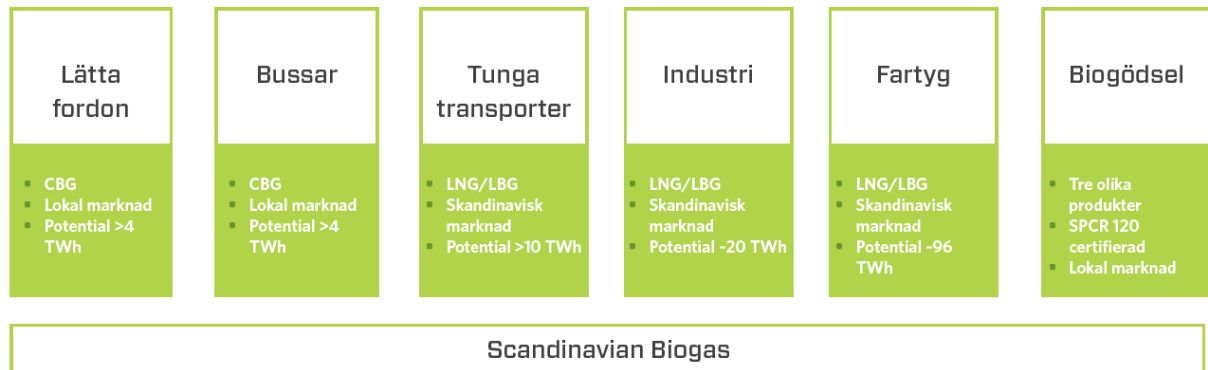 Lätta
fordon
• CBG
• Lokal marknad
• Potential >4
TWh
Bussar
• CBG
• Lokal marknad
• Potential >4
TWh
Tunga
transporter
• LNG/LBG
• Skandinavisk
marknad
• Potential >10 TWh
Industri
• LNG/LBG
• Skandinavisk
marknad
• Potential ~20 TWh
Fartyg
• LNG/LBG
• Skandinavisk
marknad
• Potential ~96
TWh
Biogödsel
• Tre olika
produkter
• SPCR 120
certifierad
• Lokal marknad
Scandinavian Biogas